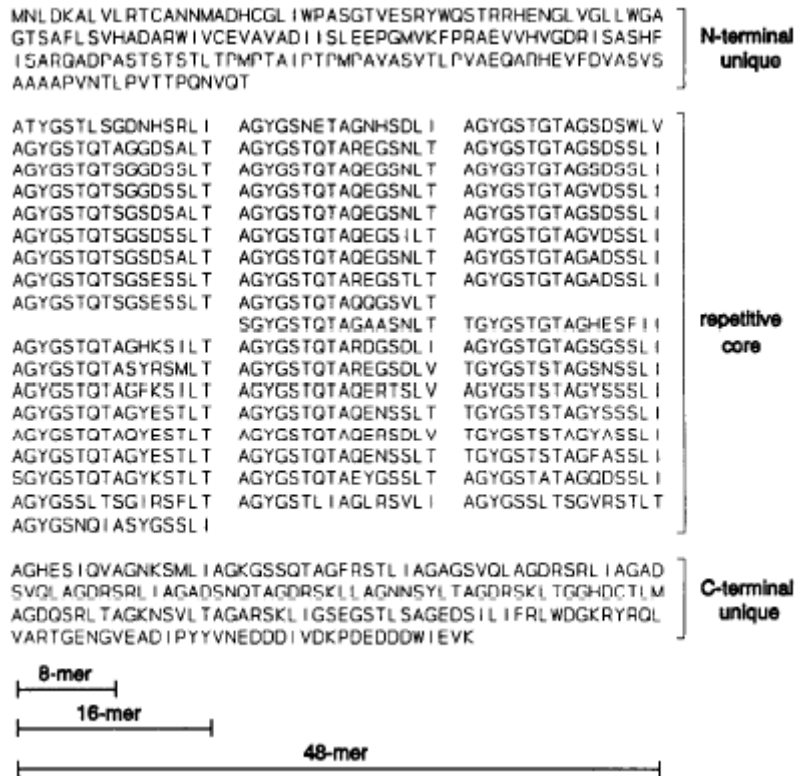 MNLDKALVLRTCANNMADHCGLIWPASGTVESRYWQSTRRHENGLVGLLWGA
GTSAFLSVHADARWIVCEVAVADIISLEEPGMVKFPRAEVVHVGDRISASHF
ISARQADPASTSTSTLTPMPTAIPTPMPAVASVTLPVAEQARHEVFDVASVS
AAAAPVNTLPVTTPQNVQT
N-terminal
unique
ATYGSTLSGDNHSRLI AGYGSNETAGNHSDLI AGYGSTGTAGSDSWLV
AGYGSTQTAGGDSALT AGYGSTQTAREGSNLT AGYGSTGTAGSDSSLI
AGYGSTQTSGGDSSLT AGYGSTQTAQEGSNLT AGYGSTGTAGSDSSLI
AGYGSTQTSGGDSSLT AGYGSTQTAQEGSNLT AGYGSTGTAGVDSSLI
AGYGSTQTSGSDSALT AGYGSTQTAQEGSNLT AGYGSTGTAGSDSSLI
AGYGSTQTSGSDSSLT AGYGSTQTAQEGSILT AGYGSTGTAGVDSSLI
AGYGSTQTSGSDSALT AGYGSTQTAQEGSNLT AGYGSTGTAGADSSLI
AGYGSTQTSGSESSLT AGYGSTQTAREGSTLT AGYGSTGTAGADSSLI
AGYGSTQTSGSESSLT AGYGSTQTAQQGSVLT
SGYGSTQTAGAASNLT TTGYGSTGTAGHESFII
repetitive
core
AGYGSTQTAGHKSILT AGYGSTQTARDGSDLI AGYGSTGTAGSGSSLI
AGYGSTQTASYRSMLT AGYGSTQTAREGSDLV TGYGSTSTAGSNSSLI
AGYGSTQTAGFKSILT AGYGSTQTAQERTSLV AGYGSTSTAGYSSSLI
AGYGSTQTAGYESTLT AGYGSTQTAQENSSLT TGYGSTSTAGYSSSLI
AGYGSTQTAQYESTLT AGYGSTQTAQERSDLV TGYGSTSTAGYASSLI
AGYGSTQTAGYESTLT AGYGSTQTAQENSSLT TGYGSTSTAGFASSLI
SGYGSTQTAGYKSTLT AGYGSTQTAEYGSSLT AGYGSTATAGQDSSLI
AGYGSSLTSGIRSFLT AGYGSTLIAGLRSVLI AGYGSSLTSGVRSTLT
AGYGSNQIASYGSSLI
AGHESIQVAGNKSMLIAGKGSSQTAGFRSTLIAGAGSVQLAGDRSRLIAGAD
SVQLAGDRSRLIAGADSNQTAGDRSKLLAGNNSYLTAGDRSKLTGGHDCTLM
AGDQSRLTAGKNSVLTAGARSKLIGSEGSTLSAGEDSILIFRLWDGKRYRQL
VARTGENGVEADIPYYVNEDDDIVDKPDEDDDWIEVK
C-terminal
unique
8-mer
16-mer
48-mer